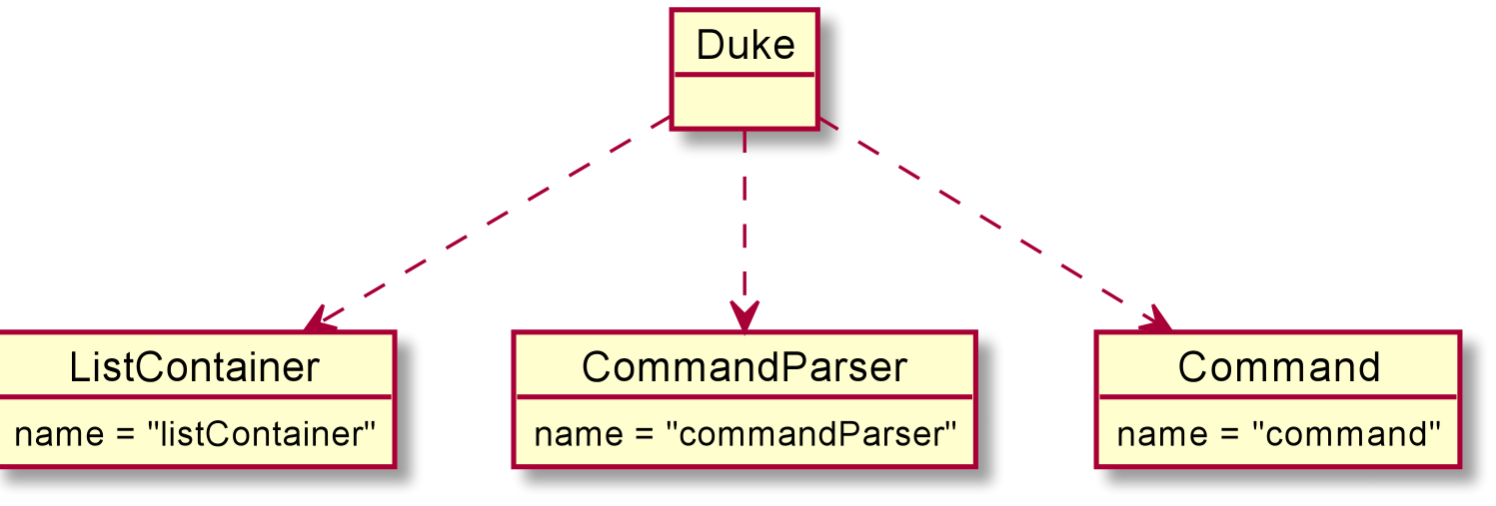 Duke
ListContainer
name = "listContainer"
CommandParser
name = "commandParser"
Command
name = "command"